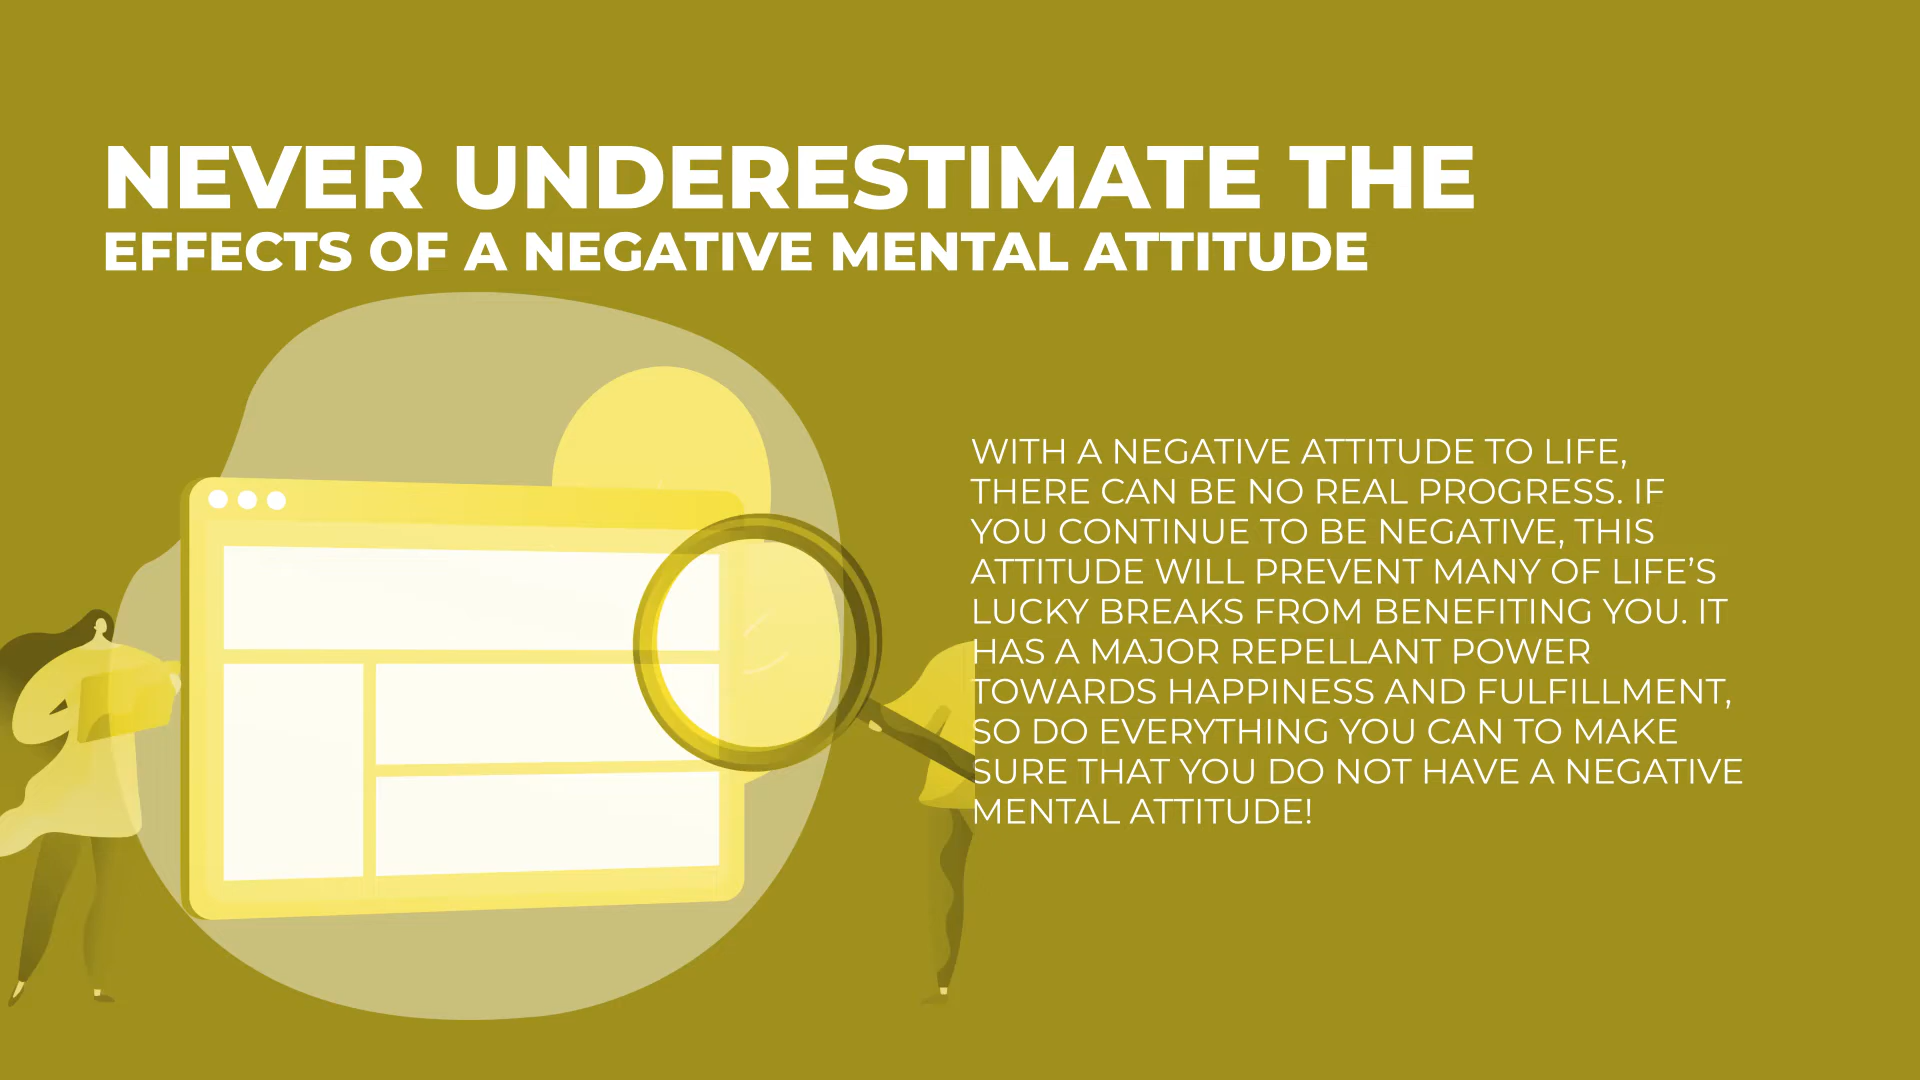 NEVER UNDERESTIMATE THE
EFFECTS OF A NEGATIVE MENTAL ATTITUDE
WITH A NEGATIVE ATTITUDE TO LIFE,
THERE CAN BE NO REAL PROGRESS. IF
YOU CONTINUE TO BE NEGATIVE, THIS
ATTITUDE WILL PREVENT MANY OF LIFE’S
LUCKY BREAKS FROM BENEFITING YOU. IT
HAS A MAJOR REPELLANT POWER
TOWARDS HAPPINESS AND FULFILLMENT,
SO DO EVERYTHING YOU CAN TO MAKE
SURE THAT YOU DO NOT HAVE A NEGATIVE
MENTAL ATTITUDE!